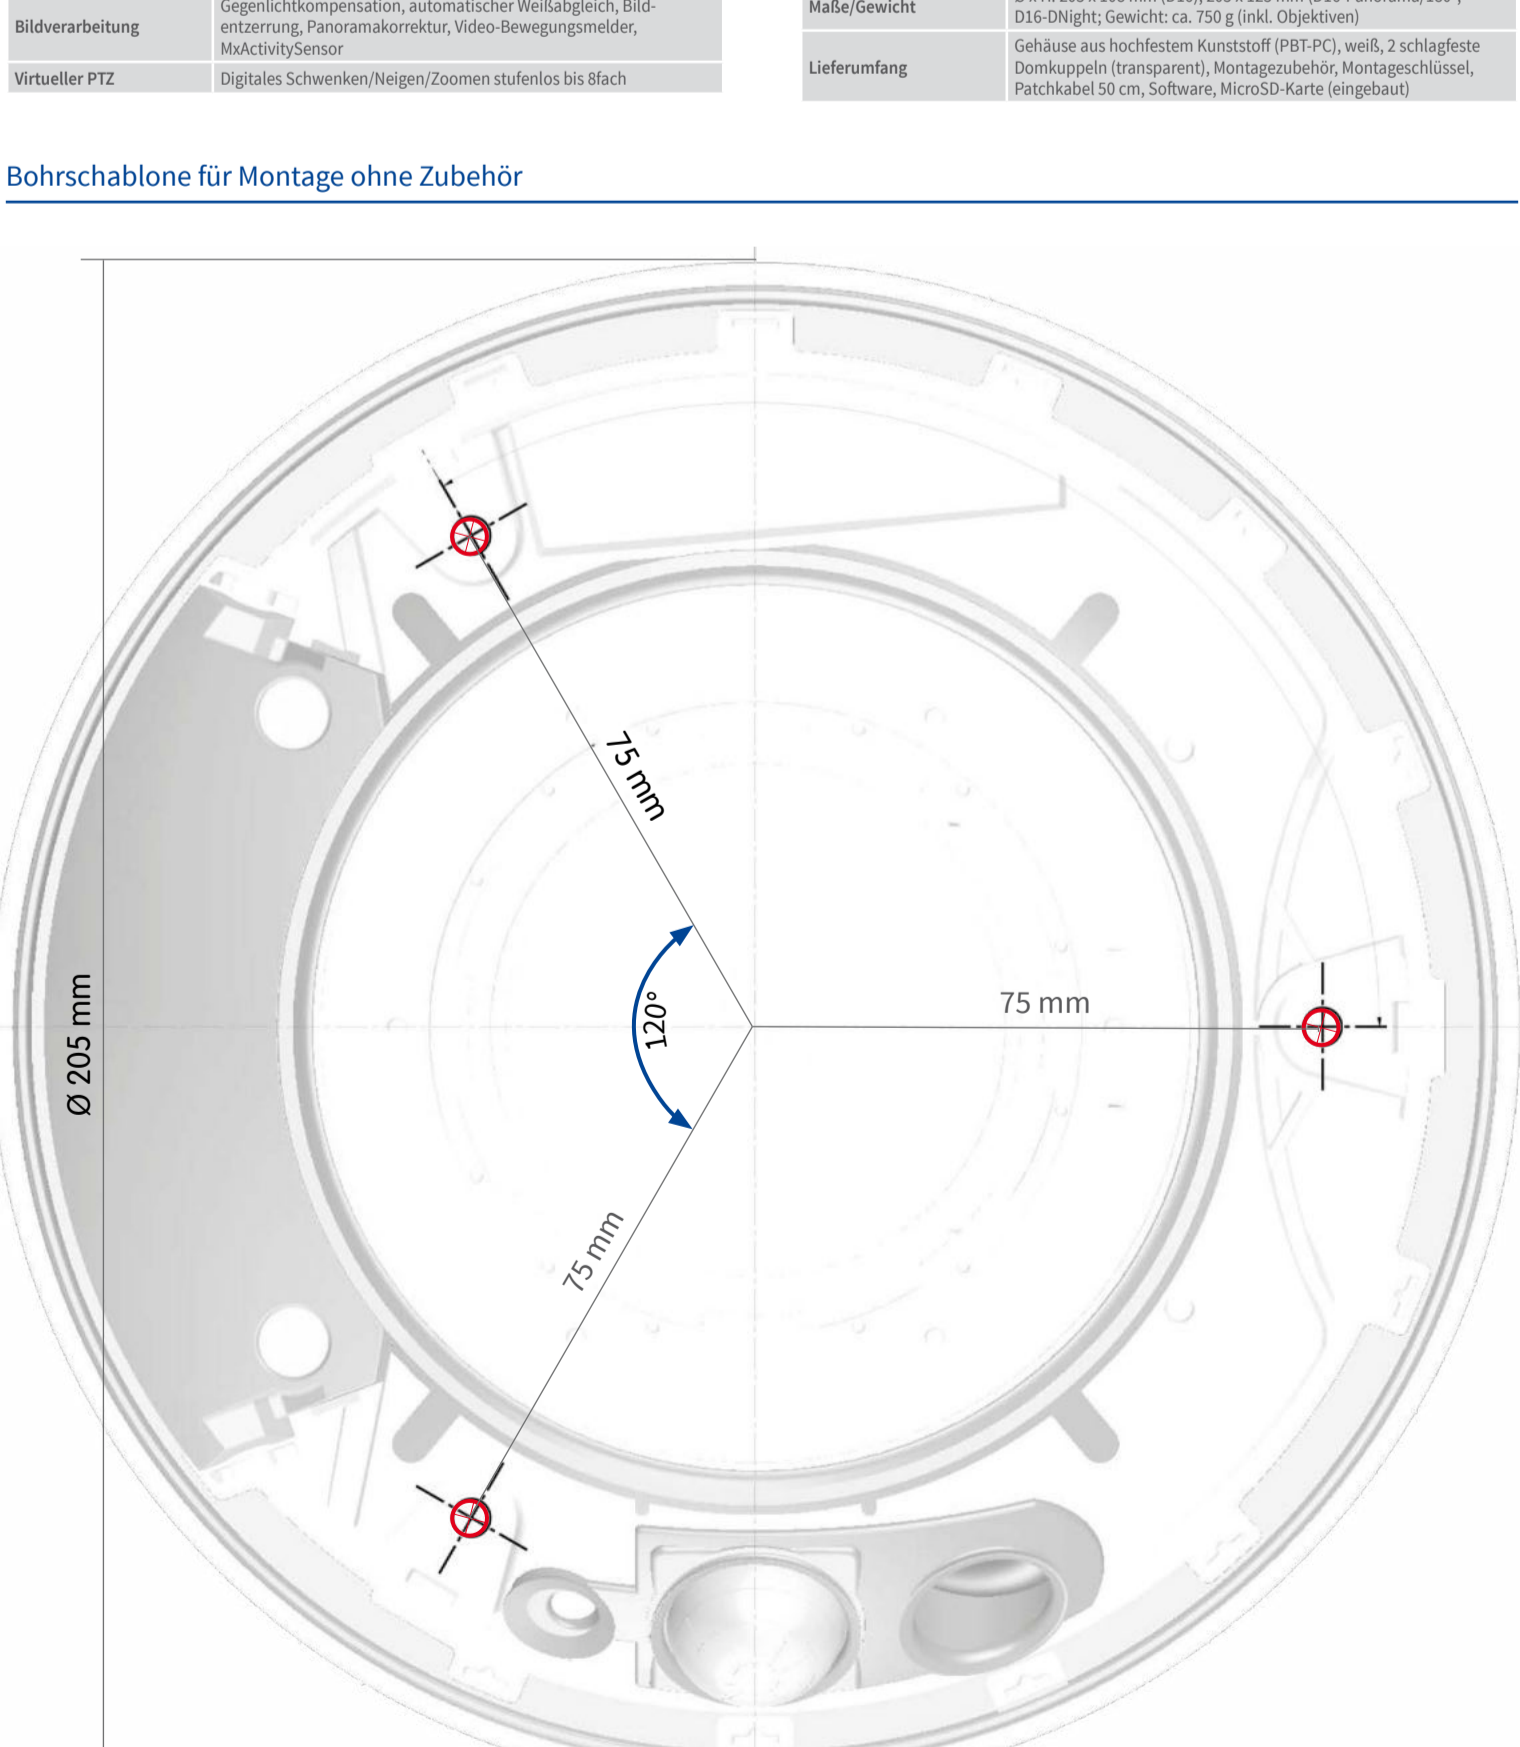 Bildverarbeitung
Gegenlichtkompensation, automatischer Weißabgleich, Bild-
entzerrung, Panoramakorrektur, Video-Bewegungsmelder,
MxActivitySensor
Virtueller PTZ
Digitales Schwenken/Neigen/Zoomen stufenlos bis 8fach
Maße/Gewicht
D16-DNight; Gewicht: ca. 750 g (inkl. Objektiven)
Lieferumfang
Gehäuse aus hochfestem Kunststoff (PBT-PC), weiß, 2 schlagfeste
Domkuppeln (transparent), Montagezubehör, Montageschlüssel,
Patchkabel 50 cm, Software, MicroSD-Karte (eingebaut)
Bohrschablone für Montage ohne Zubehör
75 mm
120°
75 mm
Ø 205 mm
75 mm